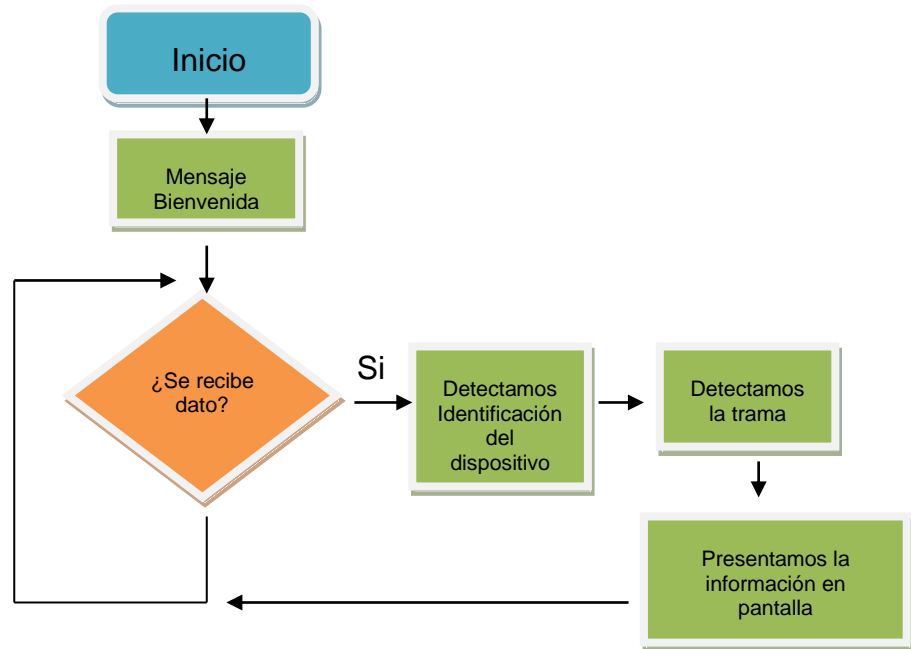 Inicio
Mensaje
Bienvenida
¿Se recibe
dato?
Si
Detectamos
Identificación
del
dispositivo
Detectamos
la trama
Presentamos la
información en
pantalla